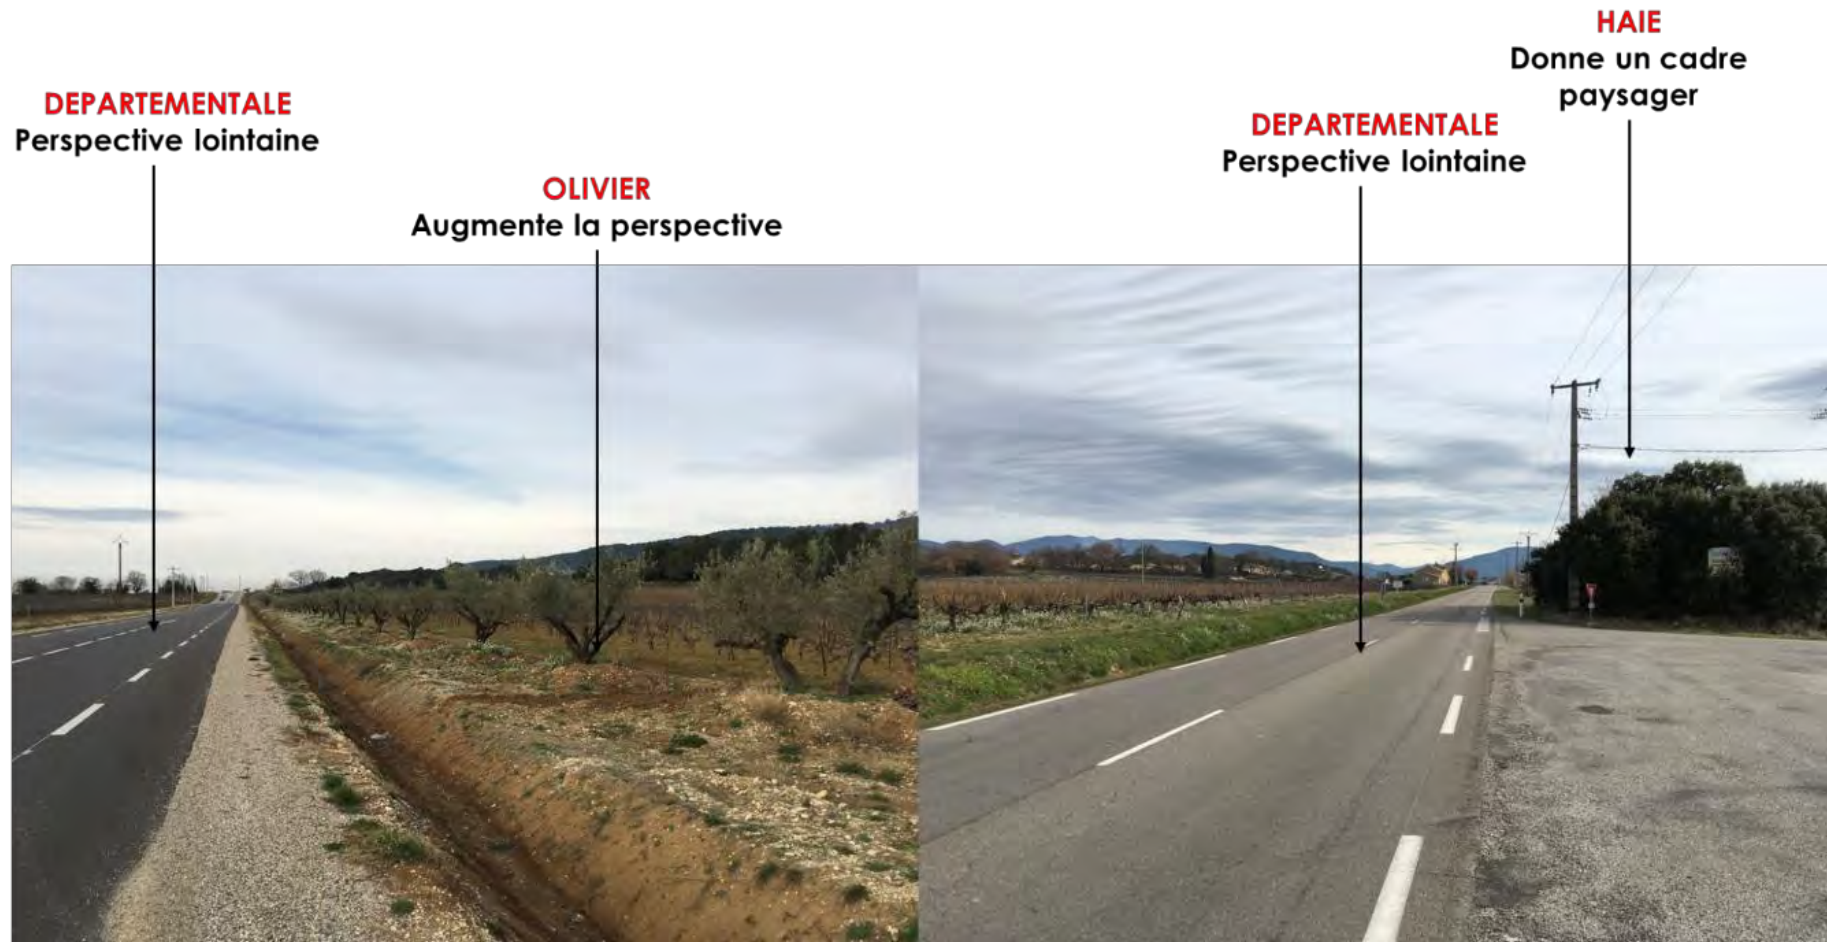 DEPARTEMENTALE
Perspective lointaine
OLIVIER
Augmente la perspective
DEPARTEMENTALE
Perspective lointaine
HAIE
Donne un cadre
paysager